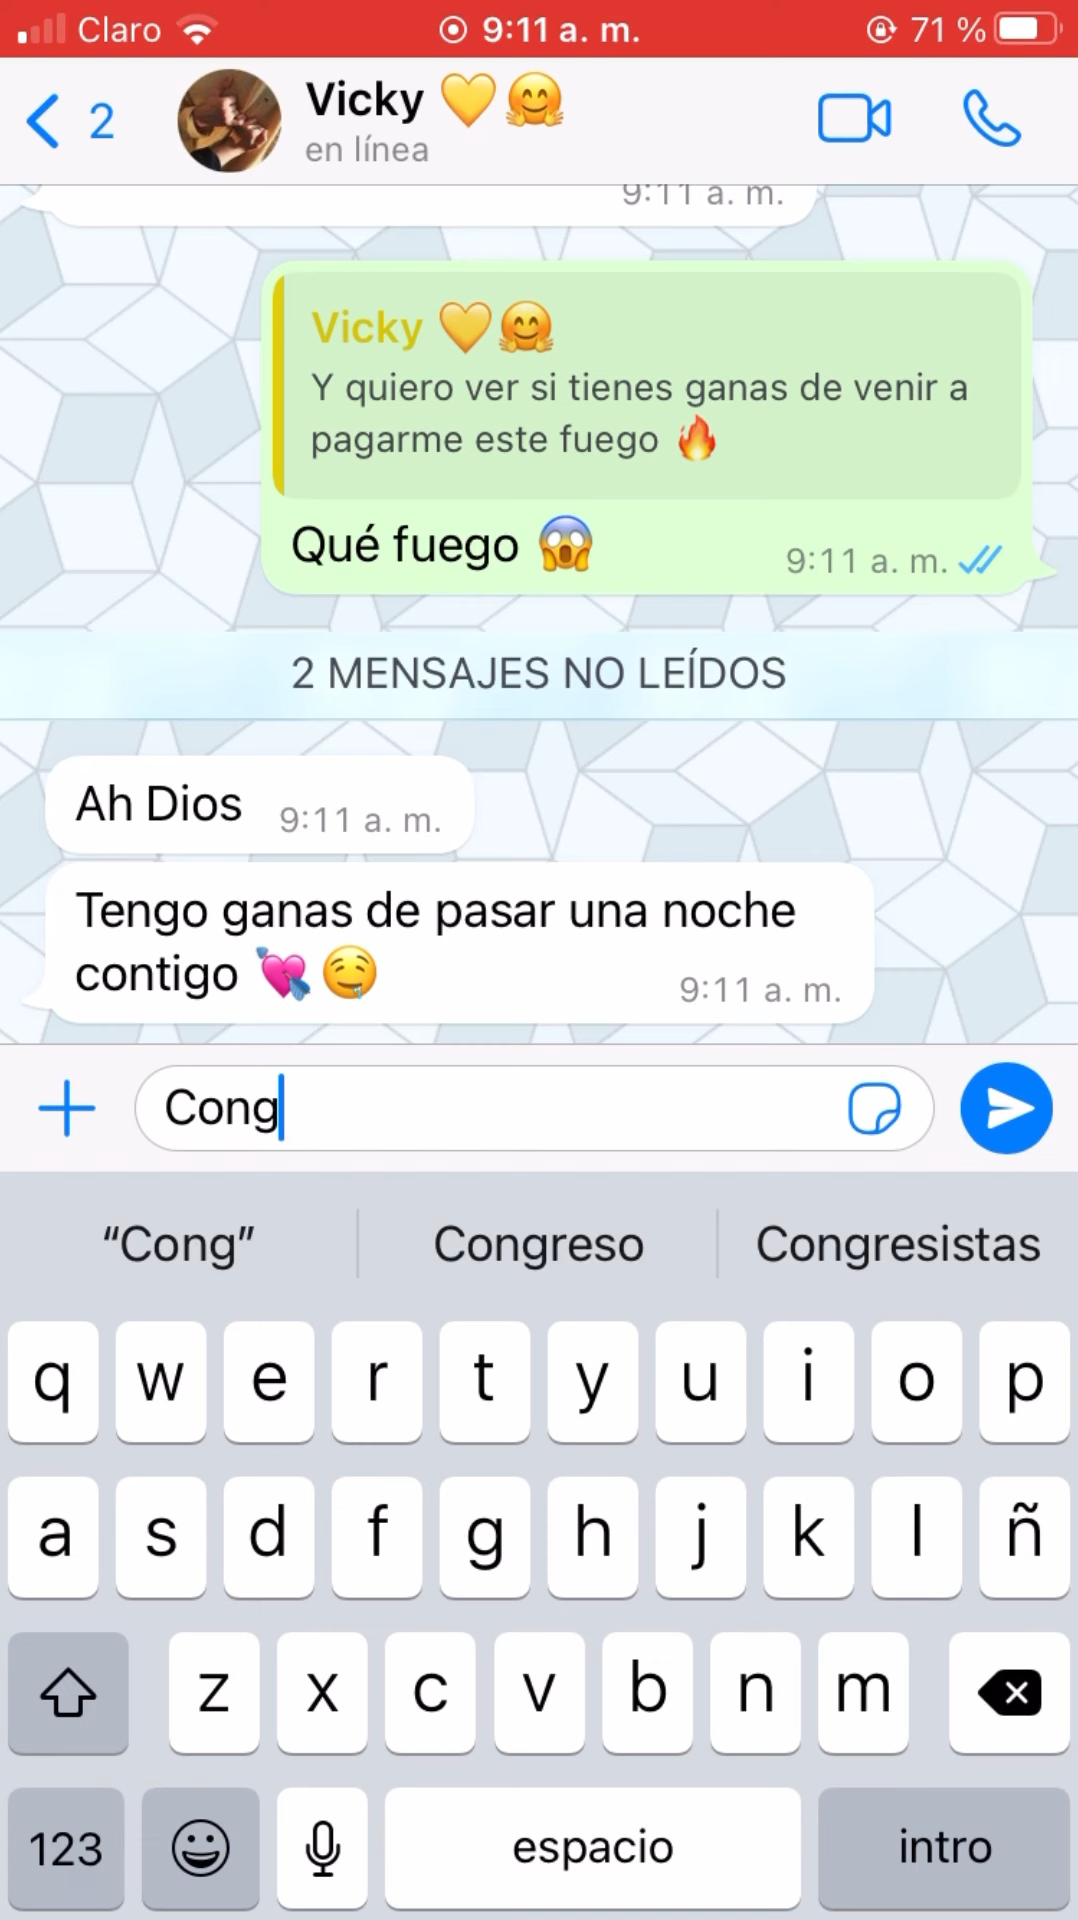 Claro 9:11 a. m. 71 %
2 Vicky 💛🤗
en línea
9:11 a. m.
Vicky 💛🤗
Y quiero ver si tienes ganas de venir a
pagarme este fuego 🔥
Qué fuego 😱 9:11 a. m.
2 MENSAJES NO LEÍDOS
Ah Dios 9:11 a. m.
Tengo ganas de pasar una noche
contigo 💘🤤 9:11 a. m.
Cong
“Cong” Congreso Congresistas
q w e r t y u i o p
a s d f g h j k l ñ
z x c v b n m
123 espacio intro